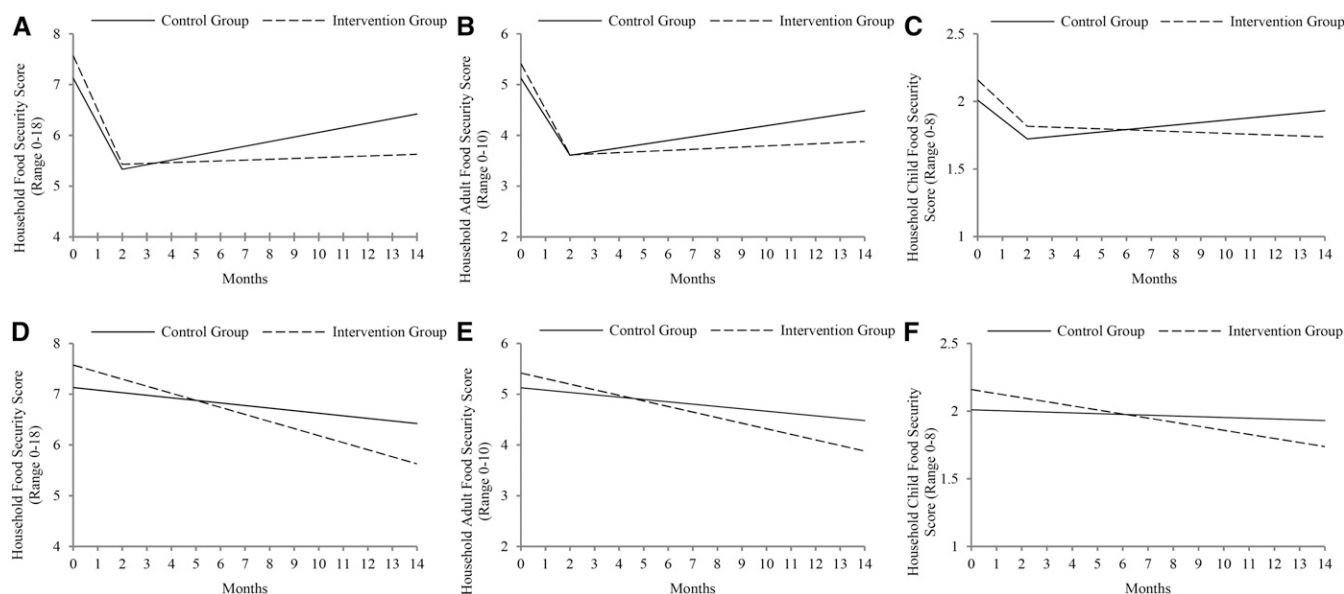 A
Control Group
Intervention Group
Household Food Security Score
(Range 0-18)
8
7
6
5
4
0 1 2 3 4 5 6 7 8 9 10 11 12 13 14
Months
B
Control Group
Intervention Group
Household Adult Food Security Score
(Range 0-10)
6
5
4
3
2
0 1 2 3 4 5 6 7 8 9 10 11 12 13 14
Months
C
Control Group
Intervention Group
Household Child Food Security
Score (Range 0-8)
2.5
2
1.5
1
0 1 2 3 4 5 6 7 8 9 10 11 12 13 14
Months
D
Control Group
Intervention Group
Household Food Security Score
(Range 0-18)
8
7
6
5
4
0 1 2 3 4 5 6 7 8 9 10 11 12 13 14
Months
E
Control Group
Intervention Group
Household Adult Food Security Score
(Range 0-10)
6
5
4
3
2
0 1 2 3 4 5 6 7 8 9 10 11 12 13 14
Months
F
Control Group
Intervention Group
Household Child Food Security
Score (Range 0-8)
2.5
2
1.5
1
0 1 2 3 4 5 6 7 8 9 10 11 12 13 14
Months